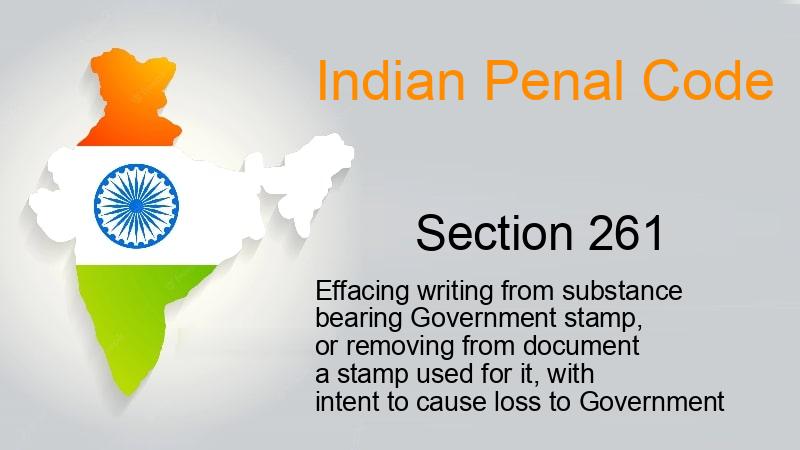 Indian Penal Code
Section 261
Effacing writing from substance
bearing Government stamp,
or removing from document
a stamp used for it, with
intent to cause loss to Government